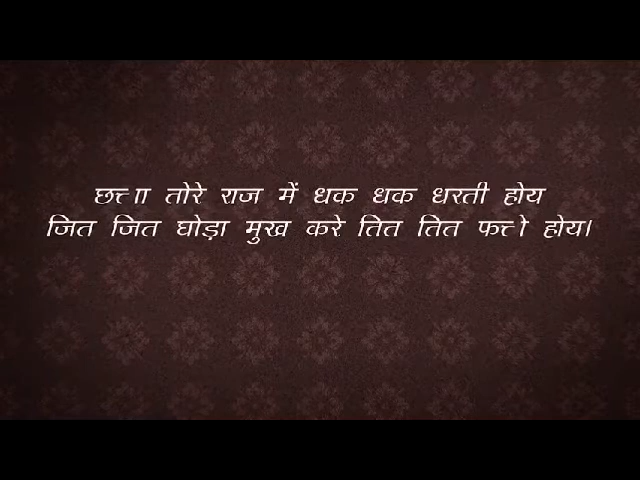 छत्ता तोरे राज में धक धक धरती होय
जित जित घोड़ा मुख करे तित तित फत्ते होय।